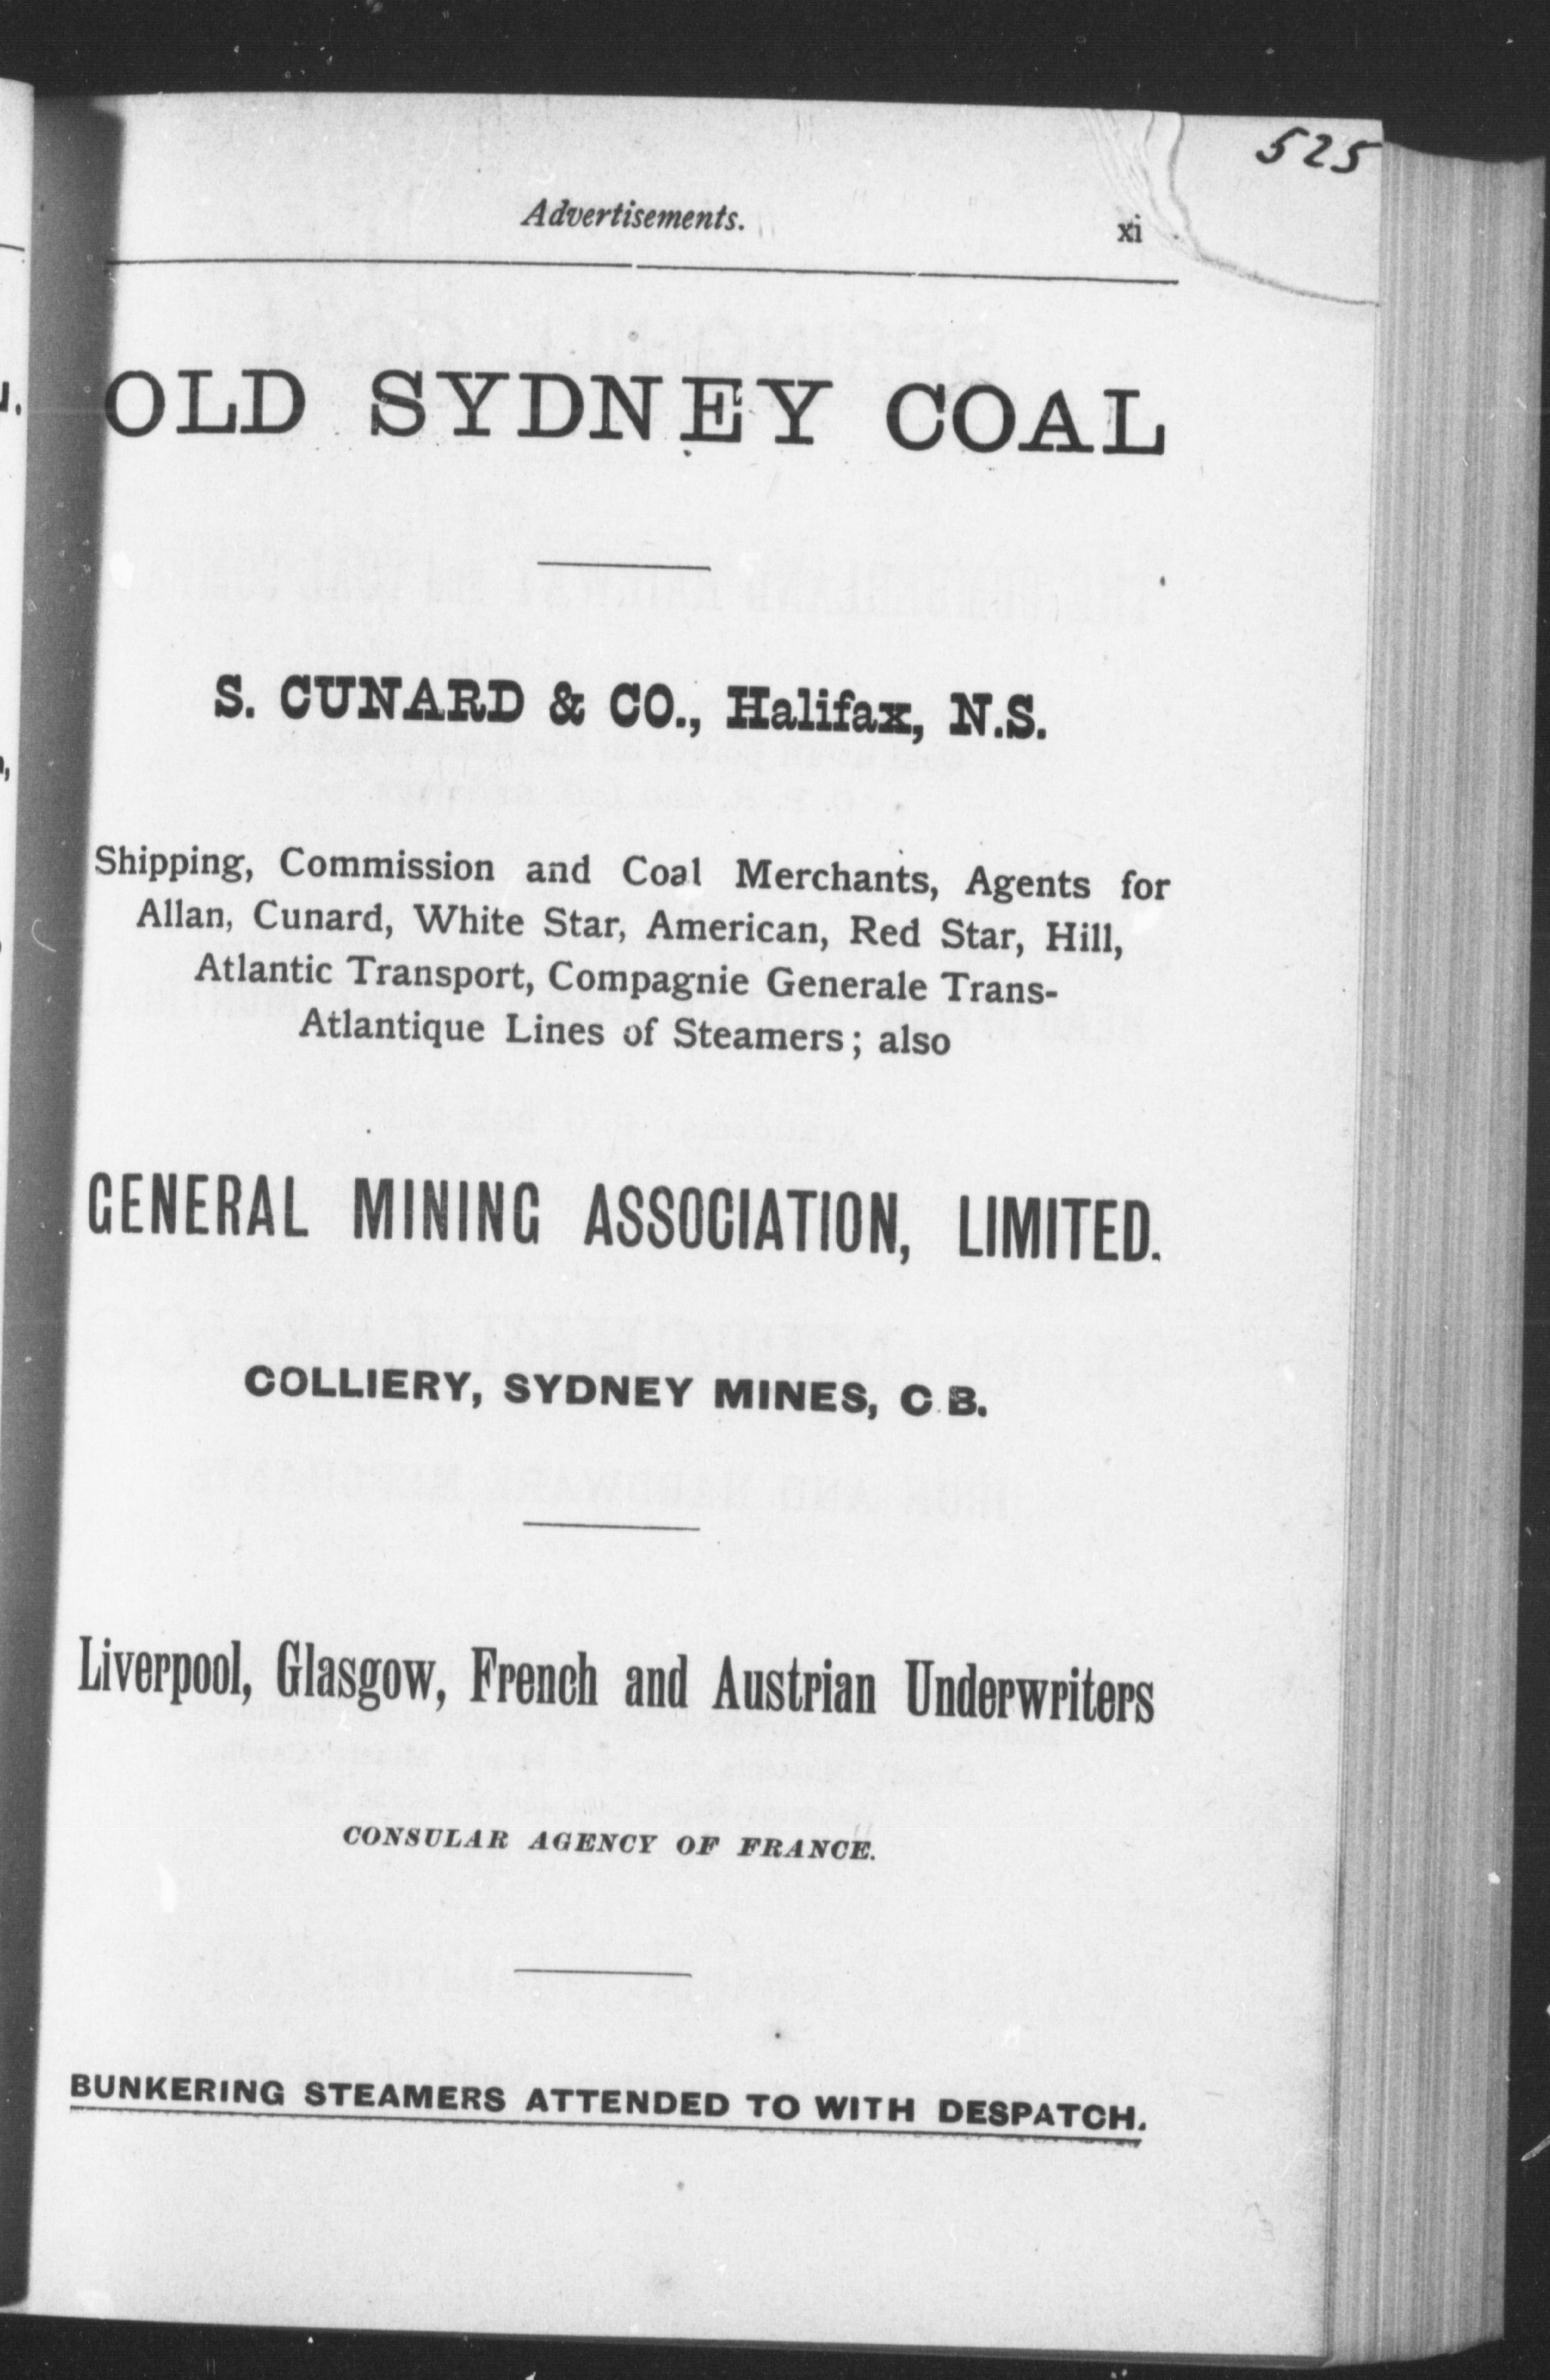 525
Advertisements. xi
OLD SYDNEY COAL
S. CUNARD & CO., Halifax, N.S.
Shipping, Commission and Coal Merchants, Agents for
Allan, Cunard, White Star, American, Red Star, Hill,
Atlantic Transport, Compagnie Generale Trans-
Atlantique Lines of Steamers; also
GENERAL MINING ASSOCIATION, LIMITED.
COLLIERY, SYDNEY MINES, C.B.
Liverpool, Glasgow, French and Austrian Underwriters
CONSULAR AGENCY OF FRANCE.
BUNKERING STEAMERS ATTENDED TO WITH DESPATCH.